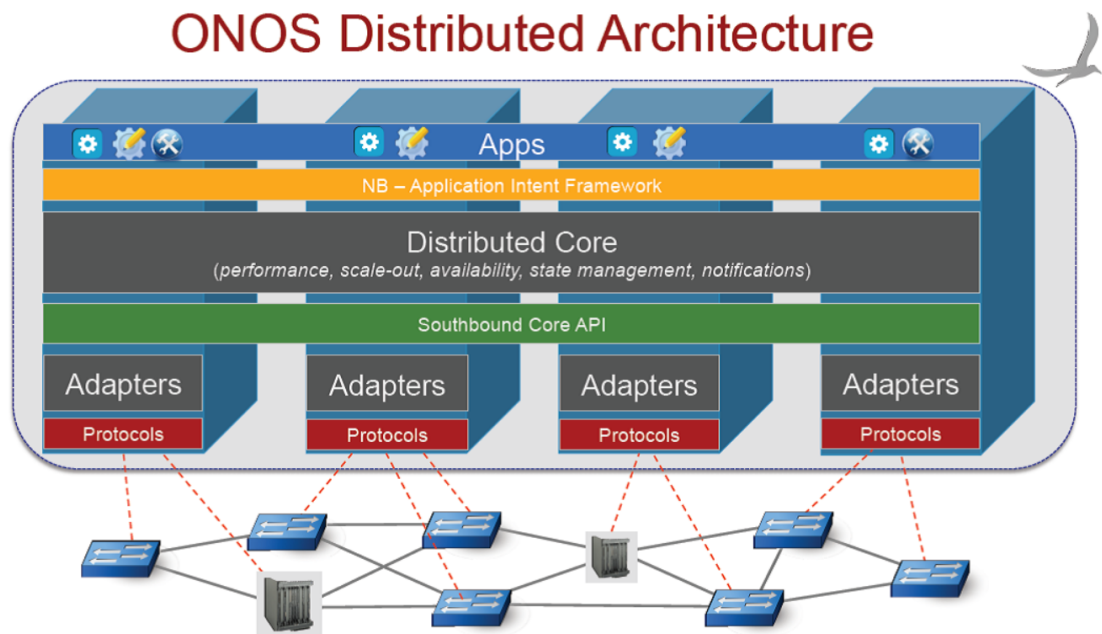 ONOS Distributed Architecture
Apps
NB – Application Intent Framework
Distributed Core
(performance, scale-out, availability, state management, notifications)
Southbound Core API
Adapters
Adapters
Adapters
Adapters
Protocols
Protocols
Protocols
Protocols